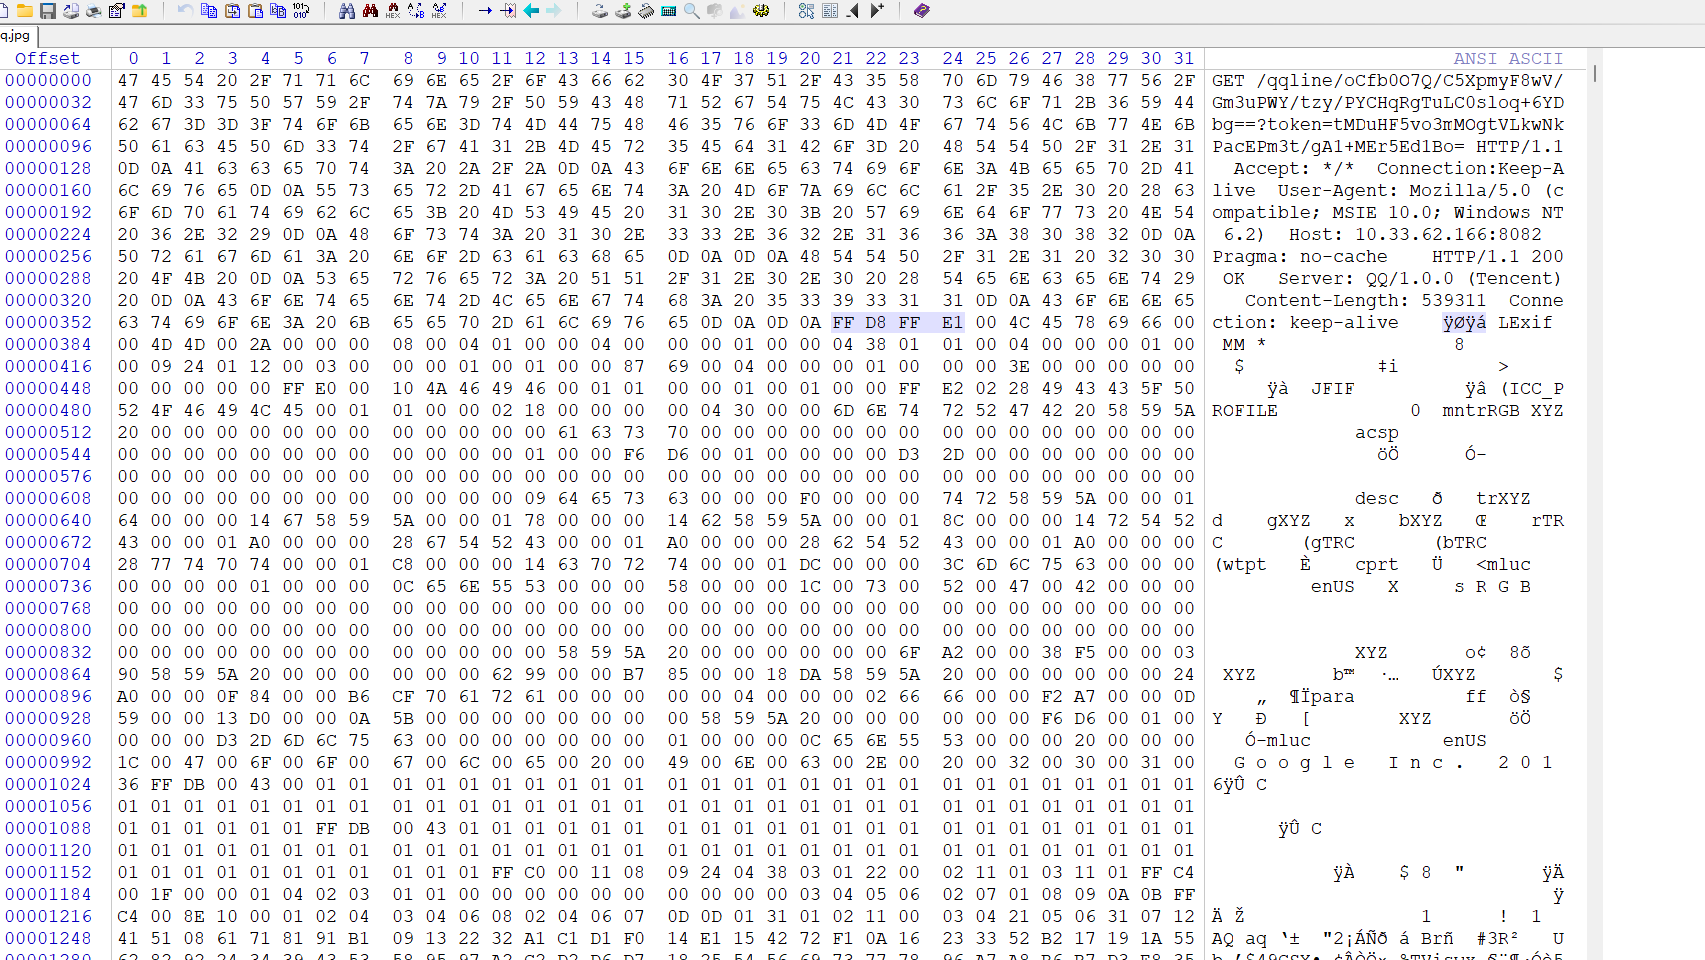 q.jpg
Offset 0 1 2 3 4 5 6 7 8 9 10 11 12 13 14 15 16 17 18 19 20 21 22 23 24 25 26 27 28 29 30 31 ANSI ASCII
00000000 47 45 54 20 2F 71 71 6C 69 6E 65 2F 6F 43 66 62 30 4F 37 51 2F 43 35 58 70 6D 79 46 38 77 56 2F GET /qqline/oCfb0O7Q/C5XpmyF8wV/
00000032 47 6D 33 75 50 57 59 2F 74 7A 79 2F 50 59 43 48 71 52 67 54 75 4C 43 30 73 6C 6F 71 2B 36 59 44 Gm3uPWY/tzy/PYCHqRgTuLC0sloq+6YD
00000064 62 67 3D 3D 3F 74 6F 6B 65 6E 3D 74 4D 44 75 48 46 35 76 6F 33 6D 4D 4F 67 74 56 4C 6B 77 4E 6B bg==?token=tMDuHF5vo3mMOgtVLkwNk
00000096 50 61 63 45 50 6D 33 74 2F 67 41 31 2B 4D 45 72 35 45 64 31 42 6F 3D 20 48 54 54 50 2F 31 2E 31 PacEPm3t/gA1+MEr5Ed1Bo= HTTP/1.1
00000128 0D 0A 41 63 63 65 70 74 3A 20 2A 2F 2A 0D 0A 43 6F 6E 6E 65 63 74 69 6F 6E 3A 4B 65 65 70 2D 41 Accept: */* Connection:Keep-A
00000160 6C 69 76 65 0D 0A 55 73 65 72 2D 41 67 65 6E 74 3A 20 4D 6F 7A 69 6C 6C 61 2F 35 2E 30 20 28 63 live User-Agent: Mozilla/5.0 (c
00000192 6F 6D 70 61 74 69 62 6C 65 3B 20 4D 53 49 45 20 31 30 2E 30 3B 20 57 69 6E 64 6F 77 73 20 4E 54 ompatible; MSIE 10.0; Windows NT
00000224 20 36 2E 32 29 0D 0A 48 6F 73 74 3A 20 31 30 2E 33 33 2E 36 32 2E 31 36 36 3A 38 30 38 32 0D 0A 6.2) Host: 10.33.62.166:8082
00000256 50 72 61 67 6D 61 3A 20 6E 6F 2D 63 61 63 68 65 0D 0A 0D 0A 48 54 54 50 2F 31 2E 31 20 32 30 30 Pragma: no-cache HTTP/1.1 200
00000288 20 4F 4B 20 0D 0A 53 65 72 76 65 72 3A 20 51 51 2F 31 2E 30 2E 30 20 28 54 65 6E 63 65 6E 74 29 OK Server: QQ/1.0.0 (Tencent)
00000320 20 0D 0A 43 6F 6E 74 65 6E 74 2D 4C 65 6E 67 74 68 3A 20 35 33 39 33 31 31 0D 0A 43 6F 6E 6E 65 Content-Length: 539311 Conne
00000352 63 74 69 6F 6E 3A 20 6B 65 65 70 2D 61 6C 69 76 65 0D 0A 0D 0A FF D8 FF E1 00 4C 45 78 69 66 00 ction: keep-alive ÿØÿá LExif
00000384 00 4D 4D 00 2A 00 00 00 08 00 04 01 00 00 04 00 00 00 01 00 00 04 38 01 01 00 04 00 00 00 01 00 MM * 8
00000416 00 09 24 01 12 00 03 00 00 00 01 00 01 00 00 87 69 00 04 00 00 00 01 00 00 00 3E 00 00 00 00 00 $ ‡i >
00000448 00 00 00 00 00 FF E0 00 10 4A 46 49 46 00 01 01 00 00 01 00 01 00 00 FF E2 02 28 49 43 43 5F 50 ÿà JFIF ÿâ (ICC_P
00000480 52 4F 46 49 4C 45 00 01 01 00 00 02 18 00 00 00 00 04 30 00 00 6D 6E 74 72 52 47 42 20 58 59 5A ROFILE 0 mntrRGB XYZ
00000512 20 00 00 00 00 00 00 00 00 00 00 00 00 61 63 73 70 00 00 00 00 00 00 00 00 00 00 00 00 00 00 00 acsp
00000544 00 00 00 00 00 00 00 00 00 00 00 00 01 00 00 F6 D6 00 01 00 00 00 00 D3 2D 00 00 00 00 00 00 00 öÖ Ó-
00000576 00 00 00 00 00 00 00 00 00 00 00 00 00 00 00 00 00 00 00 00 00 00 00 00 00 00 00 00 00 00 00 00
00000608 00 00 00 00 00 00 00 00 00 00 00 00 09 64 65 73 63 00 00 00 F0 00 00 00 74 72 58 59 5A 00 00 01 desc ð trXYZ
00000640 64 00 00 00 14 67 58 59 5A 00 00 01 78 00 00 00 14 62 58 59 5A 00 00 01 8C 00 00 00 14 72 54 52 d gXYZ x bXYZ Œ rTR
00000672 43 00 00 01 A0 00 00 00 28 67 54 52 43 00 00 01 A0 00 00 00 28 62 54 52 43 00 00 01 A0 00 00 00 C (gTRC (bTRC
00000704 28 77 74 70 74 00 00 01 C8 00 00 00 14 63 70 72 74 00 00 01 DC 00 00 00 3C 6D 6C 75 63 00 00 00 (wtpt È cprt Ü <mluc
00000736 00 00 00 00 01 00 00 00 0C 65 6E 55 53 00 00 00 58 00 00 00 1C 00 73 00 52 00 47 00 42 00 00 00 enUS X s R G B
00000768 00 00 00 00 00 00 00 00 00 00 00 00 00 00 00 00 00 00 00 00 00 00 00 00 00 00 00 00 00 00 00 00
00000800 00 00 00 00 00 00 00 00 00 00 00 00 00 00 00 00 00 00 00 00 00 00 00 00 00 00 00 00 00 00 00 00
00000832 00 00 00 00 00 00 00 00 00 00 00 00 00 58 59 5A 20 00 00 00 00 00 00 6F A2 00 00 38 F5 00 00 03 XYZ o¢ 8õ
00000864 90 58 59 5A 20 00 00 00 00 00 00 62 99 00 00 B7 85 00 00 18 DA 58 59 5A 20 00 00 00 00 00 00 24 XYZ b™ ·… ÚXYZ $
00000896 A0 00 00 0F 84 00 00 B6 CF 70 61 72 61 00 00 00 00 00 04 00 00 00 02 66 66 00 00 F2 A7 00 00 0D „ ¶Ïpara ff ò§
00000928 59 00 00 13 D0 00 00 0A 5B 00 00 00 00 00 00 00 00 58 59 5A 20 00 00 00 00 00 00 F6 D6 00 01 00 Y Ð [ XYZ öÖ
00000960 00 00 00 D3 2D 6D 6C 75 63 00 00 00 00 00 00 00 01 00 00 00 0C 65 6E 55 53 00 00 00 20 00 00 00 Ó-mluc enUS
00000992 1C 00 47 00 6F 00 6F 00 67 00 6C 00 65 00 20 00 49 00 6E 00 63 00 2E 00 20 00 32 00 30 00 31 00 G o o g l e I n c . 2 0 1
00001024 36 FF DB 00 43 00 01 01 01 01 01 01 01 01 01 01 01 01 01 01 01 01 01 01 01 01 01 01 01 01 01 01 6ÿÛ C
00001056 01 01 01 01 01 01 01 01 01 01 01 01 01 01 01 01 01 01 01 01 01 01 01 01 01 01 01 01 01 01 01 01
00001088 01 01 01 01 01 01 FF DB 00 43 01 01 01 01 01 01 01 01 01 01 01 01 01 01 01 01 01 01 01 01 01 01 ÿÛ C
00001120 01 01 01 01 01 01 01 01 01 01 01 01 01 01 01 01 01 01 01 01 01 01 01 01 01 01 01 01 01 01 01 01
00001152 01 01 01 01 01 01 01 01 01 01 01 FF C0 00 11 08 09 24 04 38 03 01 22 00 02 11 01 03 11 01 FF C4 ÿÀ $ 8 " ÿÄ
00001184 00 1F 00 00 01 04 02 03 01 01 01 00 00 00 00 00 00 00 00 00 03 04 05 06 02 07 01 08 09 0A 0B FF ÿ
00001216 C4 00 8E 10 00 01 02 04 03 04 06 08 02 04 06 07 0D 0D 01 31 01 02 11 00 03 04 21 05 06 31 07 12 Ä Ž 1 ! 1
00001248 41 51 08 61 71 81 91 B1 09 13 22 32 A1 C1 D1 F0 14 E1 15 42 72 F1 0A 16 23 33 52 B2 17 19 1A 55 AQ aq ‘± "2¡ÁÑð á Brñ #3R² U